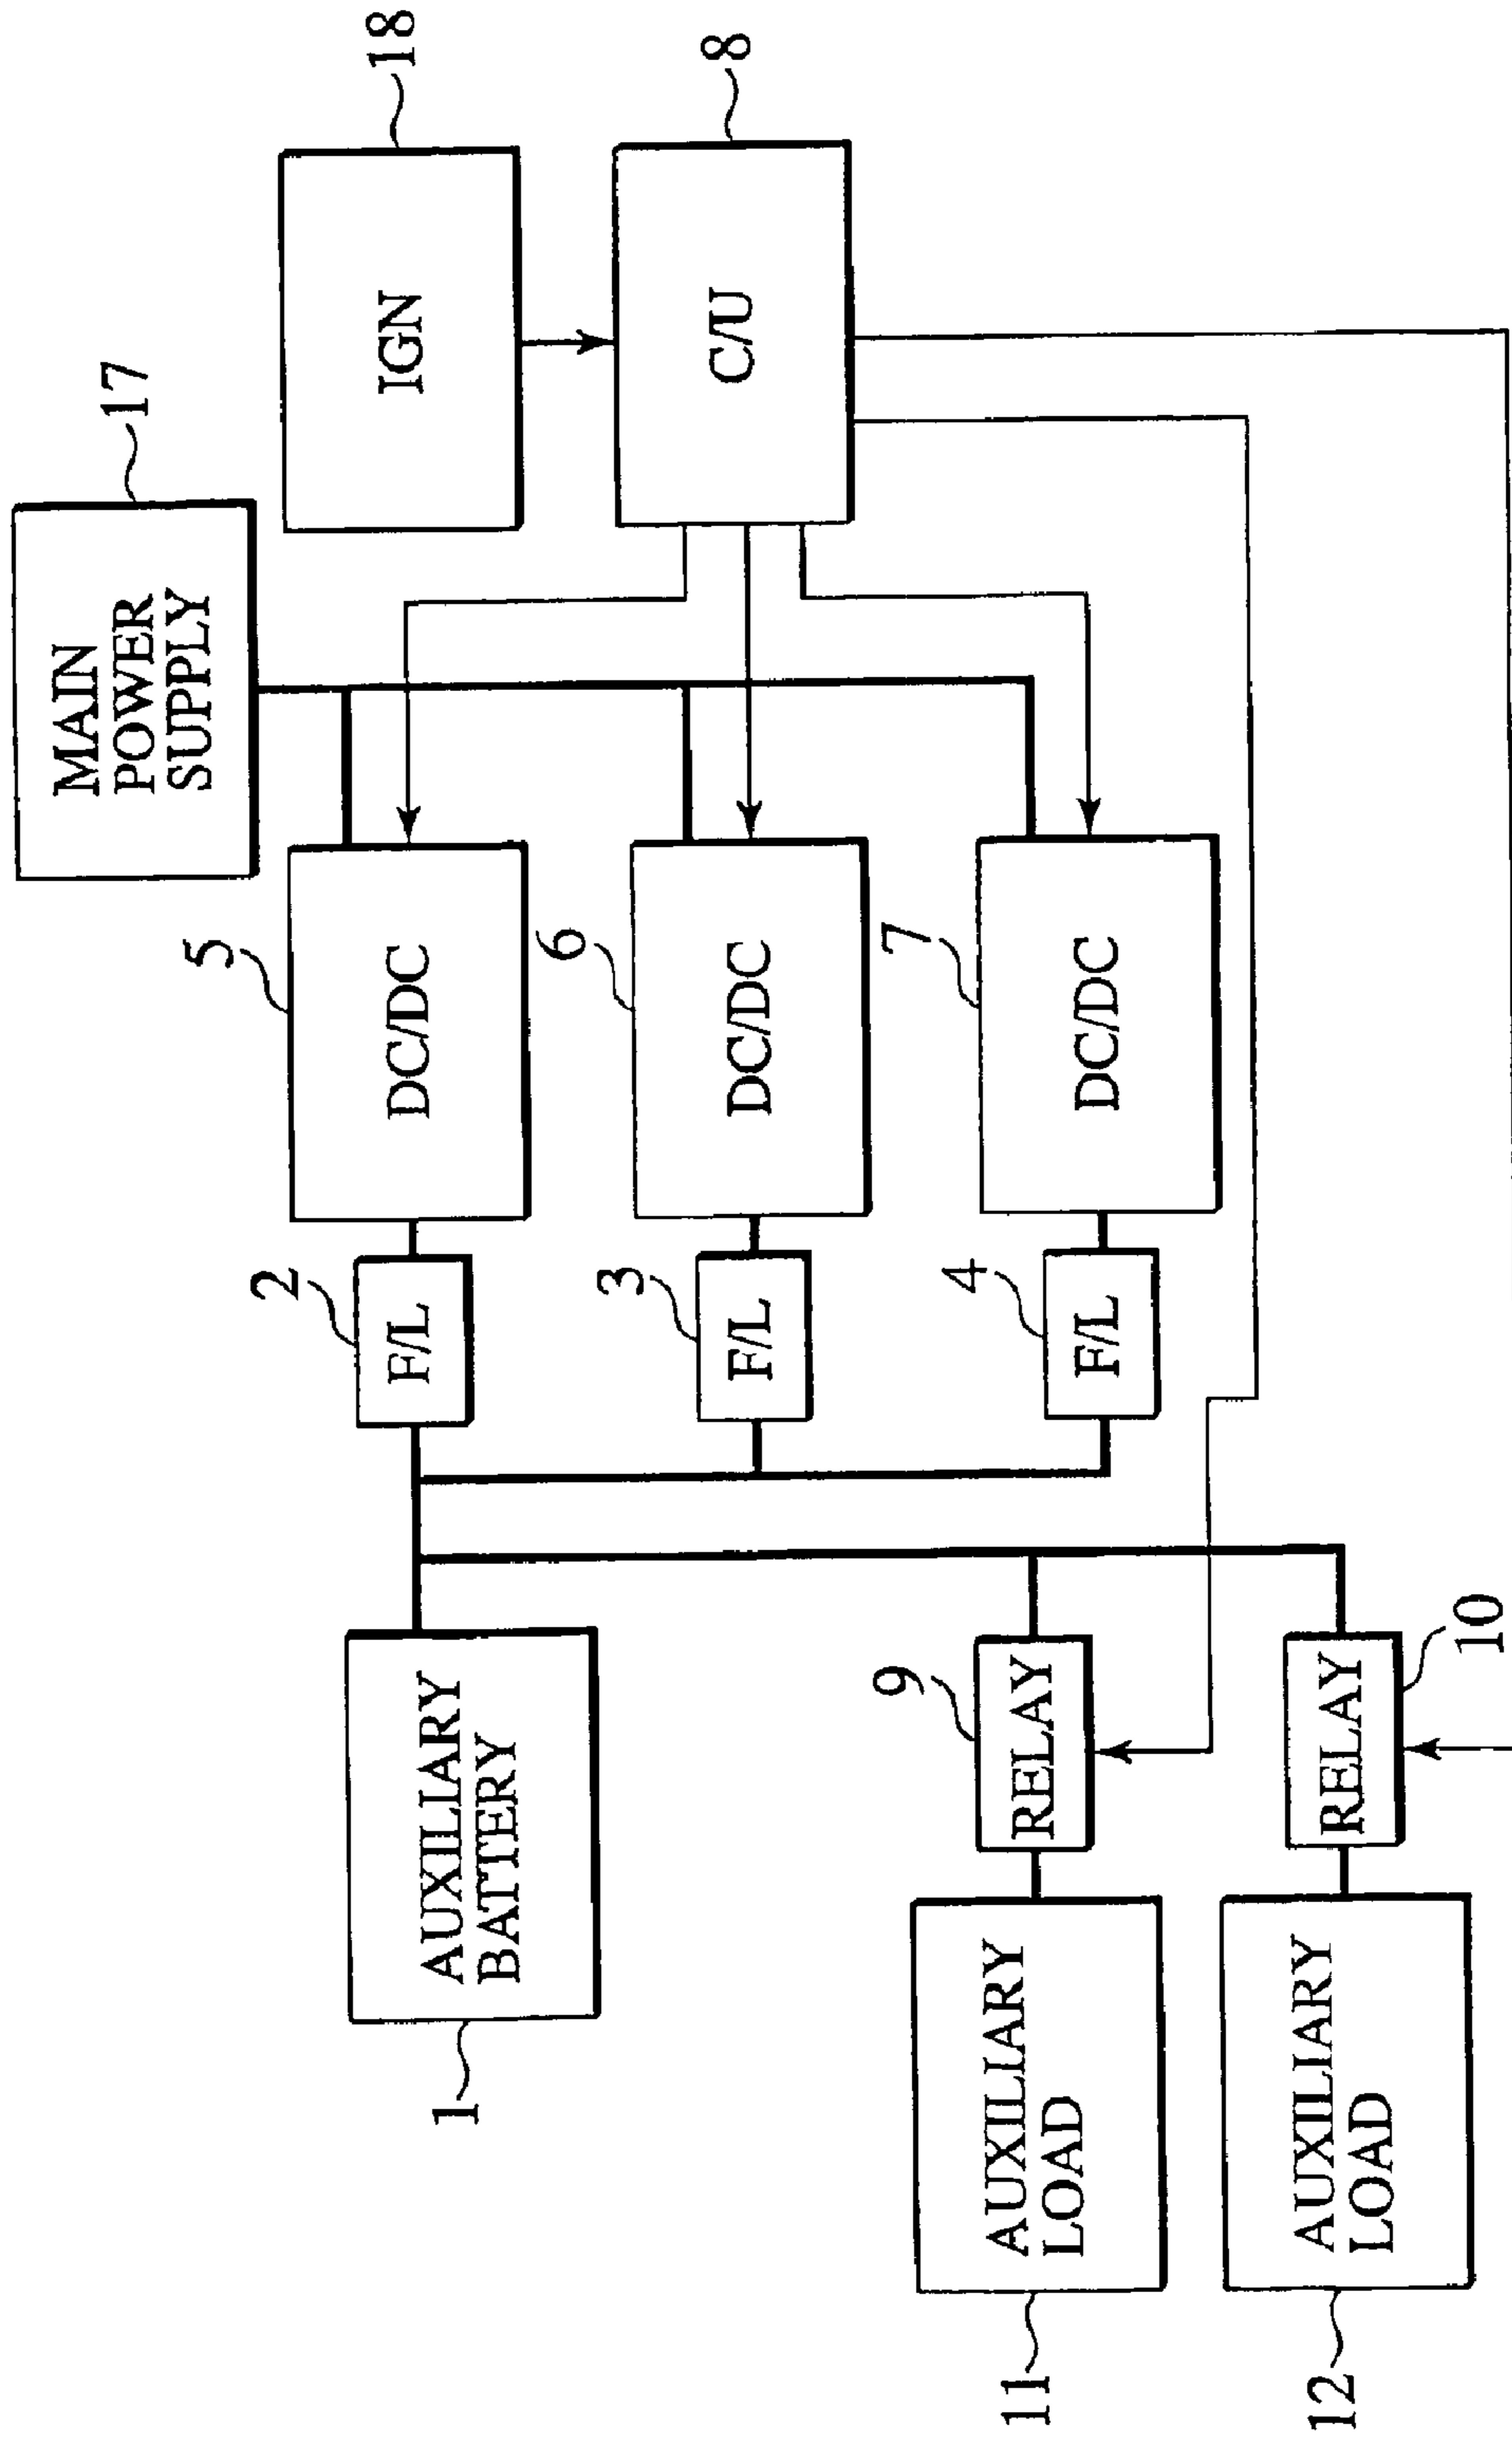 17
MAIN
POWER
SUPPLY
18
IGN
8
C/U
5
DC/DC
6
DC/DC
7
DC/DC
2
F/L
3
F/L
4
F/L
1
AUXILIARY
BATTERY
9
RELAY
10
RELAY
11
AUXILIARY
LOAD
12
AUXILIARY
LOAD